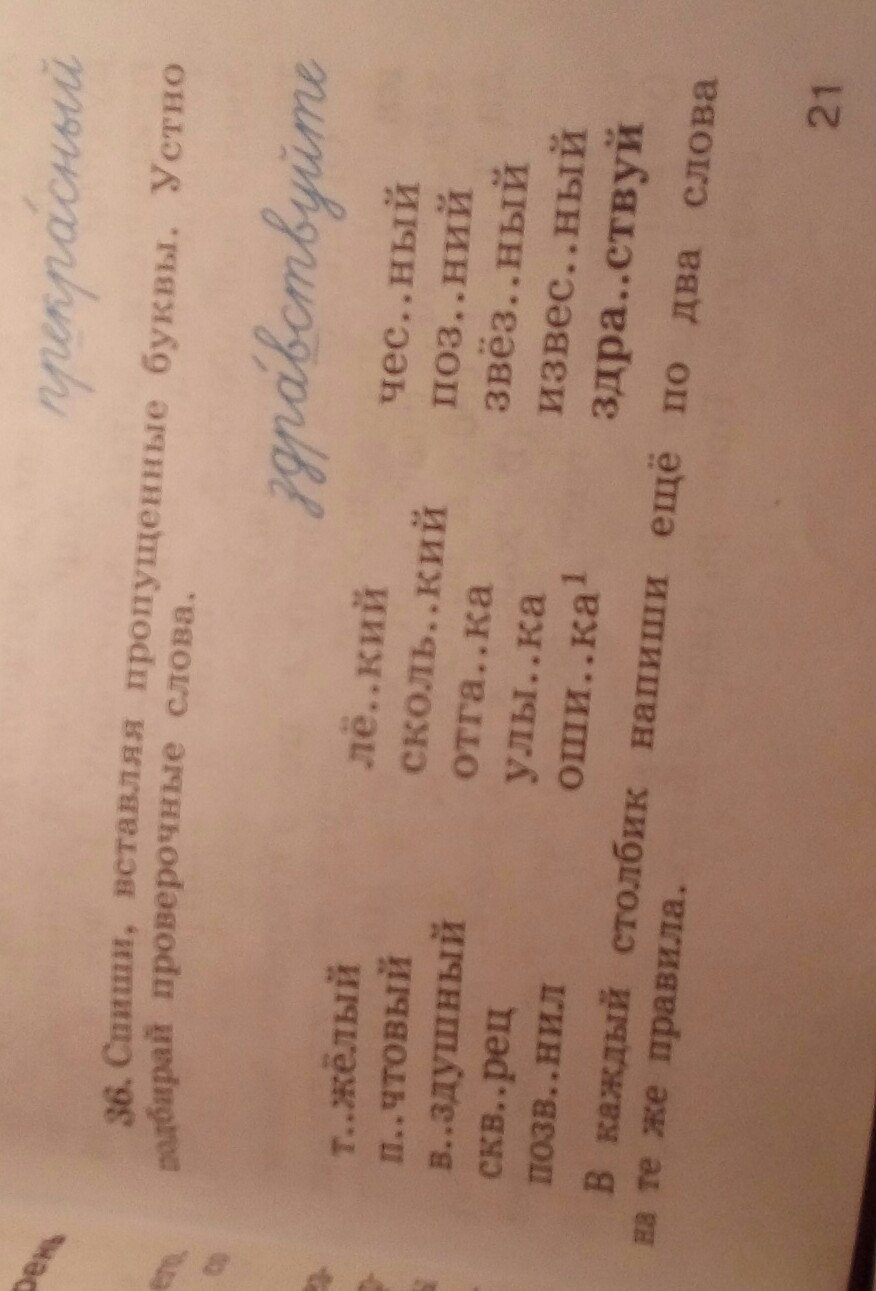 прекрасный
36. Спиши, вставляя пропущенные буквы. Устно
подбирай проверочные слова.
здра́вствуйте
т..жёлый лё..кий чес..ный
п..чтовый сколь..кий поз..ний
в..здушный отга..ка звёз..ный
скв..рец улы..ка извес..ный
позв..нил оши..ка¹ здра..ствуй
В каждый столбик напиши ещё по два слова
на те же правила.
21